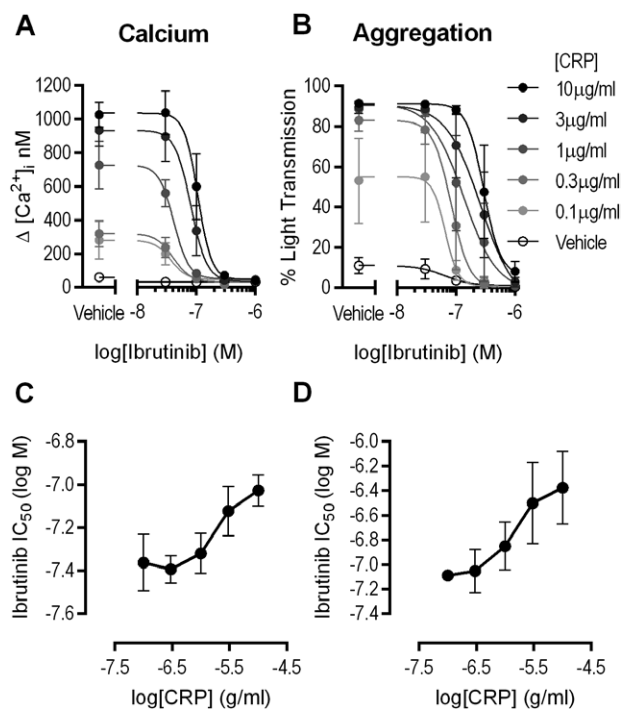 A
Calcium
B
Aggregation
[CRP]
10µg/ml
3µg/ml
1µg/ml
0.3µg/ml
0.1µg/ml
Vehicle
Δ [Ca²⁺]ᵢ nM
1200
1000
800
600
400
200
0
Vehicle
-8
-7
-6
log[Ibrutinib] (M)
% Light Transmission
100
80
60
40
20
0
Vehicle
-8
-7
-6
log[Ibrutinib] (M)
C
Ibrutinib IC₅₀ (log M)
-6.8
-7.0
-7.2
-7.4
-7.6
-7.5
-6.5
-5.5
-4.5
log[CRP] (g/ml)
D
Ibrutinib IC₅₀ (log M)
-6.0
-6.2
-6.4
-6.6
-6.8
-7.0
-7.2
-7.4
-7.5
-6.5
-5.5
-4.5
log[CRP] (g/ml)